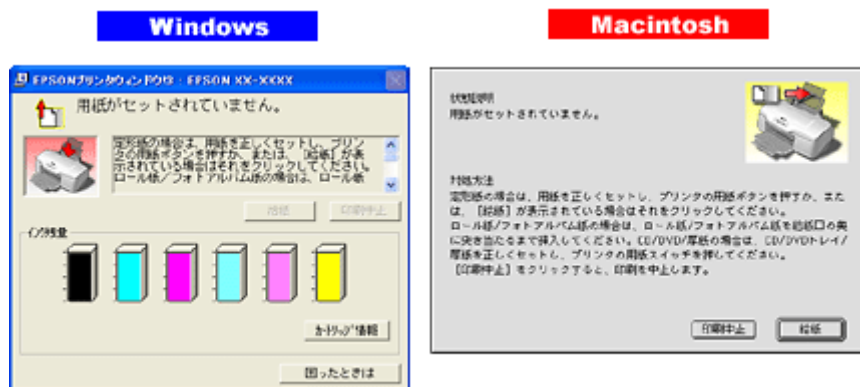 Windows
Macintosh
EPSONプリンタウィンドウ!3 : EPSON XX-XXXX
用紙がセットされていません。
定形紙の場合は、用紙を正しくセットし、プリン
タの用紙ボタンを押すか、または、［給紙］が表
示されている場合はそれをクリックしてください。
ロール紙/フォトアルバム紙の場合は、ロール紙
給紙
印刷中止
インク残量
カートリッジ情報
困ったときは
状態説明
用紙がセットされていません。
対処方法
定形紙の場合は、用紙を正しくセットし、プリンタの用紙ボタンを押すか、また
は、［給紙］が表示されている場合はそれをクリックしてください。
ロール紙/フォトアルバム紙の場合は、ロール紙/フォトアルバム紙を給紙口の奥
に突き当たるまで挿入してください。CD/DVD/厚紙の場合は、CD/DVDトレイ/
厚紙を正しくセットし、プリンタの用紙スイッチを押してください。
［印刷中止］をクリックすると、印刷を中止します。
印刷中止
給紙